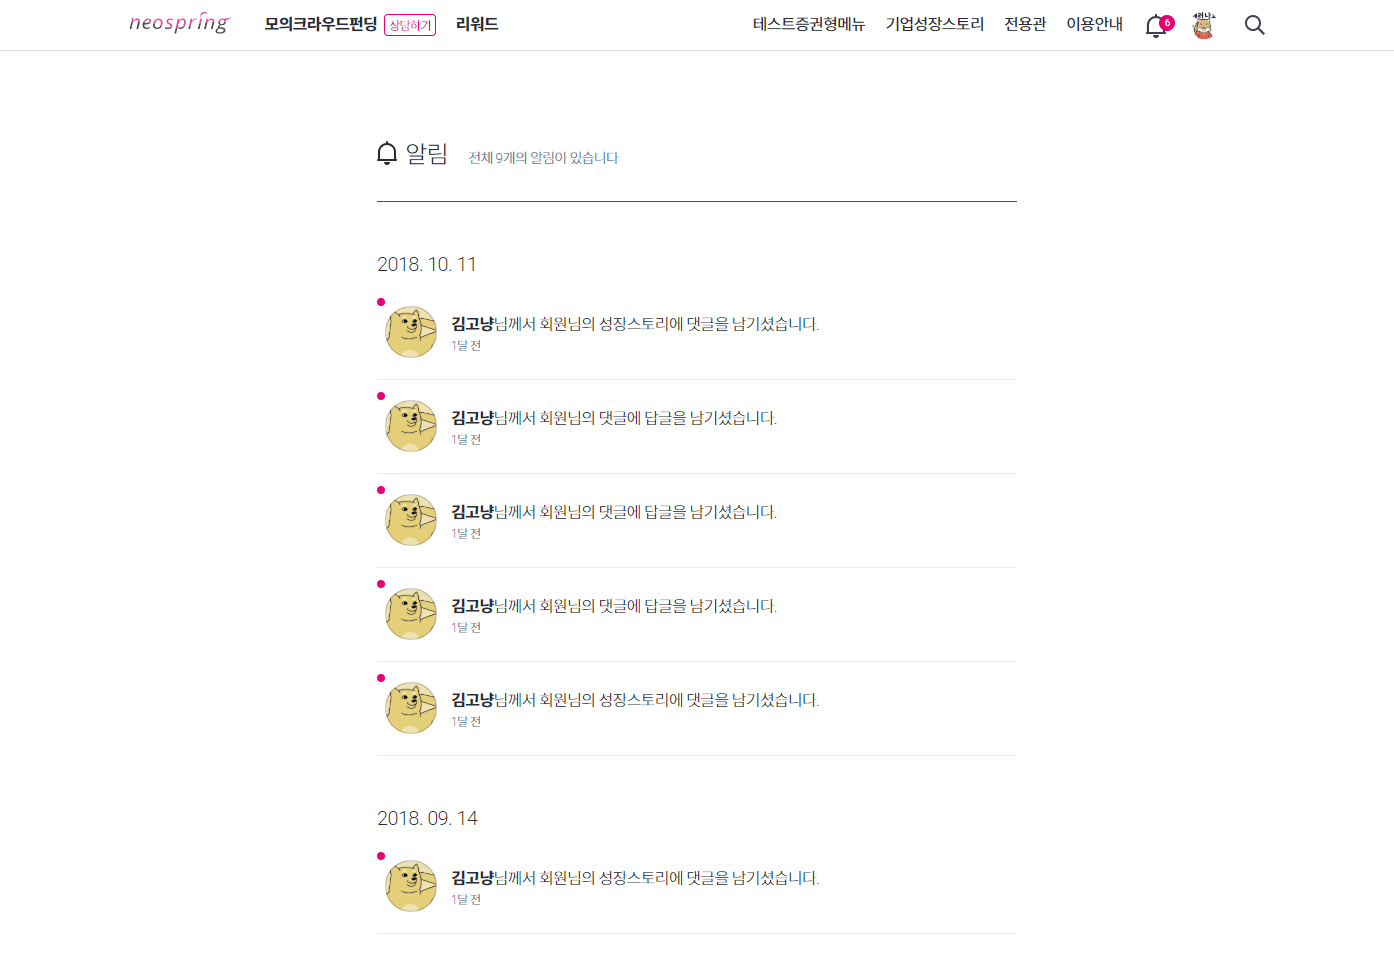 neospring 모의크라우드펀딩 상담하기 리워드 테스트증권형메뉴 기업성장스토리 전용관 이용안내 6
알림 전체 9개의 알림이 있습니다
2018. 10. 11
김고냥님께서 회원님의 성장스토리에 댓글을 남기셨습니다.
1달 전
김고냥님께서 회원님의 댓글에 답글을 남기셨습니다.
1달 전
김고냥님께서 회원님의 댓글에 답글을 남기셨습니다.
1달 전
김고냥님께서 회원님의 댓글에 답글을 남기셨습니다.
1달 전
김고냥님께서 회원님의 성장스토리에 댓글을 남기셨습니다.
1달 전
2018. 09. 14
김고냥님께서 회원님의 성장스토리에 댓글을 남기셨습니다.
1달 전